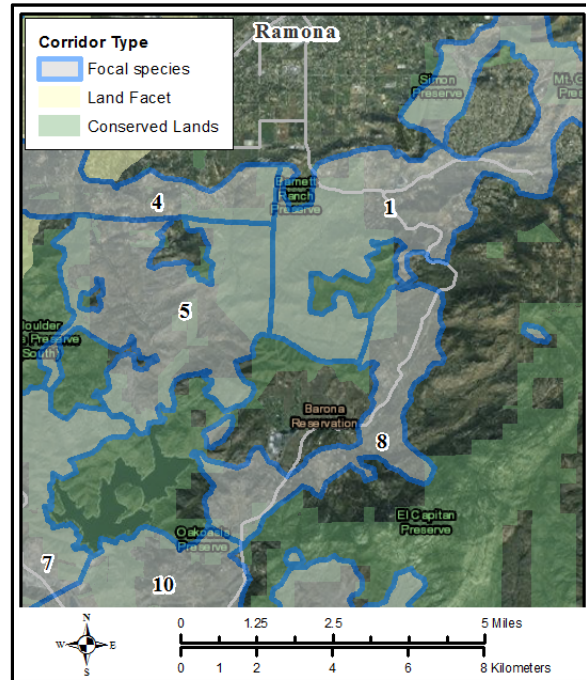 Corridor Type
Focal species
Land Facet
Conserved Lands
Ramona
Simon
Preserve
Barnett
Ranch
Preserve
4
1
5
South)
Barona
Reservation
8
El Capitan
Preserve
Oakoasis
Preserve
7
10
N
W E
S
0 1.25 2.5 5 Miles
0 1 2 4 6 8 Kilometers